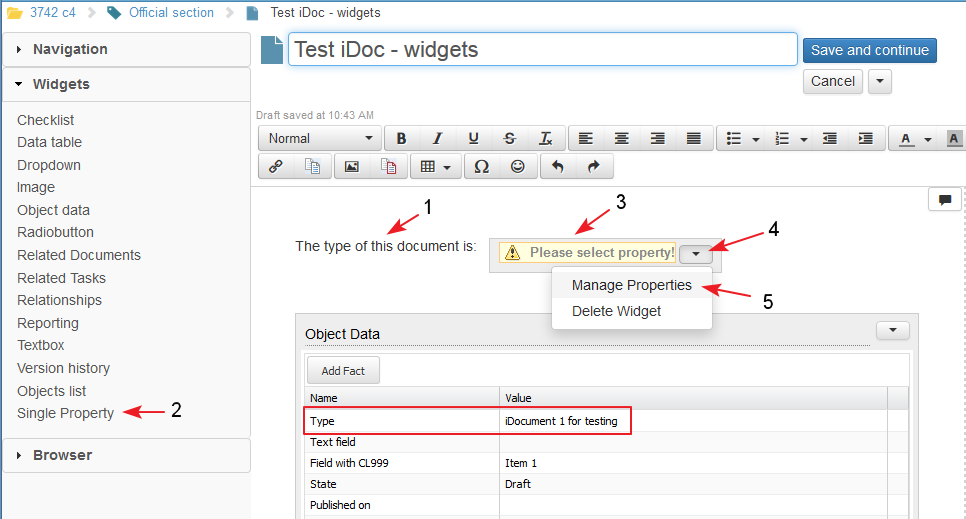 3742 c4 Official section Test iDoc - widgets
Navigation
Widgets
Checklist
Data table
Dropdown
Image
Object data
Radiobutton
Related Documents
Related Tasks
Relationships
Reporting
Textbox
Version history
Objects list
Single Property 2
Browser
Test iDoc - widgets Save and continue
Cancel
Draft saved at 10:43 AM
Normal B I U S Ix A A
Ω
1 3 4
The type of this document is: Please select property!
Manage Properties 5
Delete Widget
Object Data
Add Fact
Name Value
Type iDocument 1 for testing
Text field
Field with CL999 Item 1
State Draft
Published on